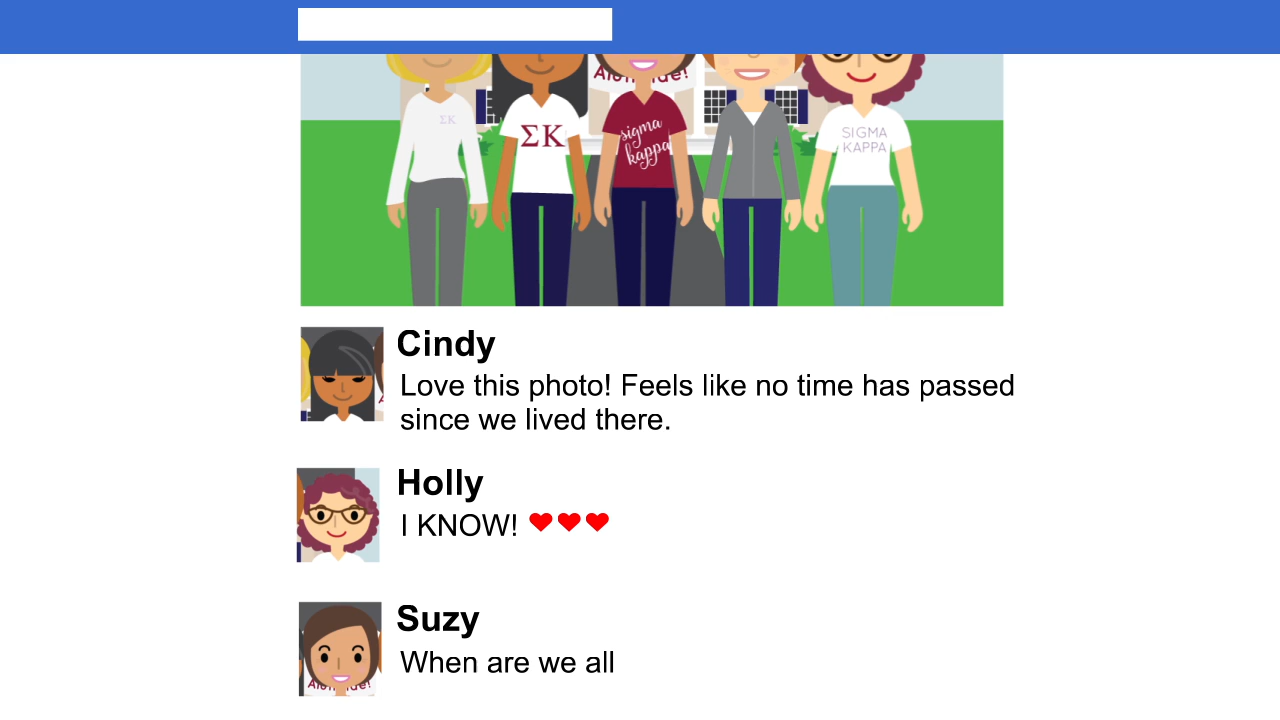 ΣK
ΣK
sigma
kappa
SIGMA
KAPPA
Cindy
Love this photo! Feels like no time has passed
since we lived there.
Holly
I KNOW! ❤❤❤
Suzy
When are we all